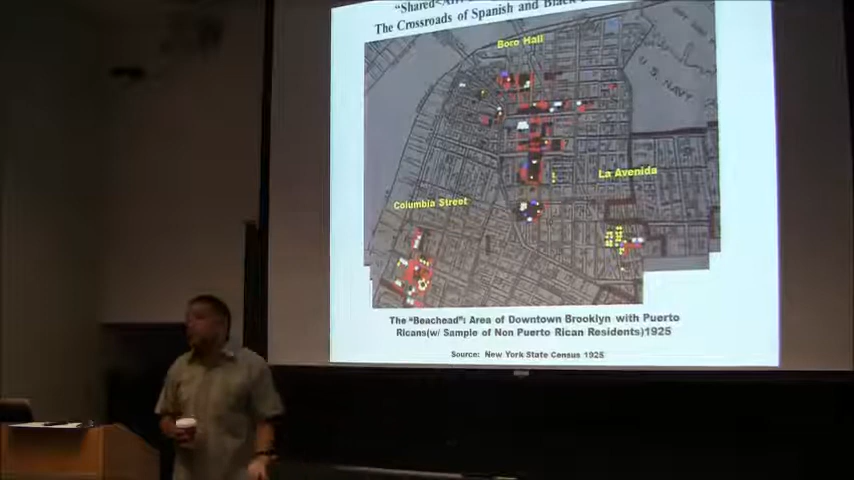 "Shared
The Crossroads of Spanish and Black
Boro Hall
U.S. NAVY
La Avenida
Columbia Street
The "Beachead": Area of Downtown Brooklyn with Puerto
Ricans(w/ Sample of Non Puerto Rican Residents)1925
Source: New York State Census 1925